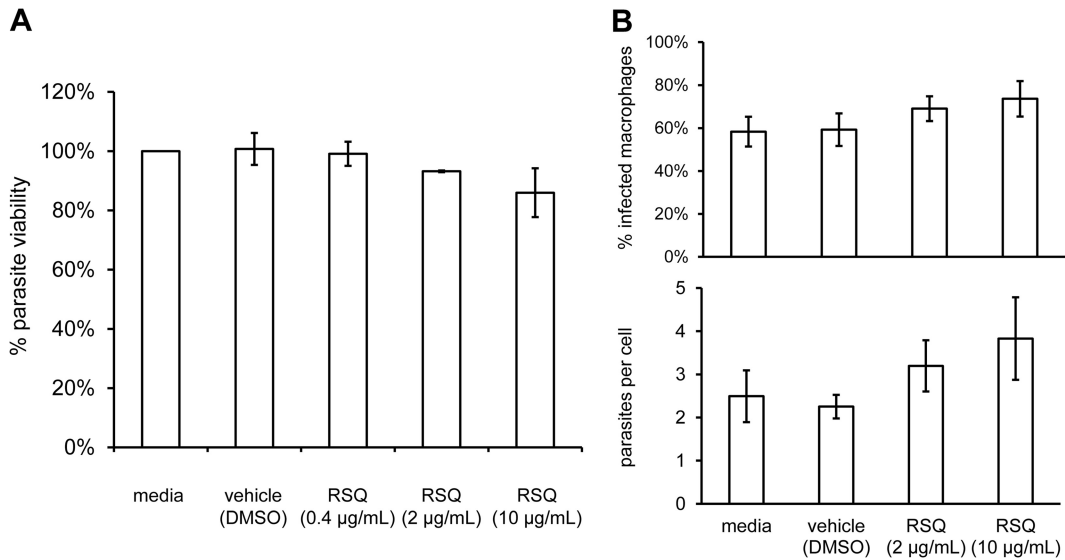 A
% parasite viability
120%
100%
80%
60%
40%
20%
0%
media
vehicle
(DMSO)
RSQ
(0.4 µg/mL)
RSQ
(2 µg/mL)
RSQ
(10 µg/mL)
B
% infected macrophages
100%
80%
60%
40%
20%
0%
parasites per cell
5
4
3
2
1
0
media
vehicle
(DMSO)
RSQ
(2 µg/mL)
RSQ
(10 µg/mL)